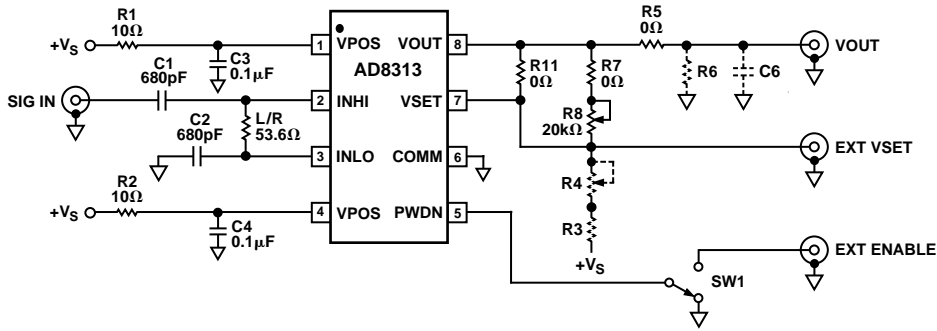 R1
10Ω
+VS
C3
0.1µF
C1
680pF
SIG IN
L/R
53.6Ω
C2
680pF
R2
10Ω
+VS
C4
0.1µF
1 VPOS VOUT 8
AD8313
2 INHI VSET 7
3 INLO COMM 6
4 VPOS PWDN 5
R11
0Ω
R7
0Ω
R5
0Ω
R6
C6
VOUT
R8
20kΩ
EXT VSET
R4
R3
+VS
EXT ENABLE
SW1